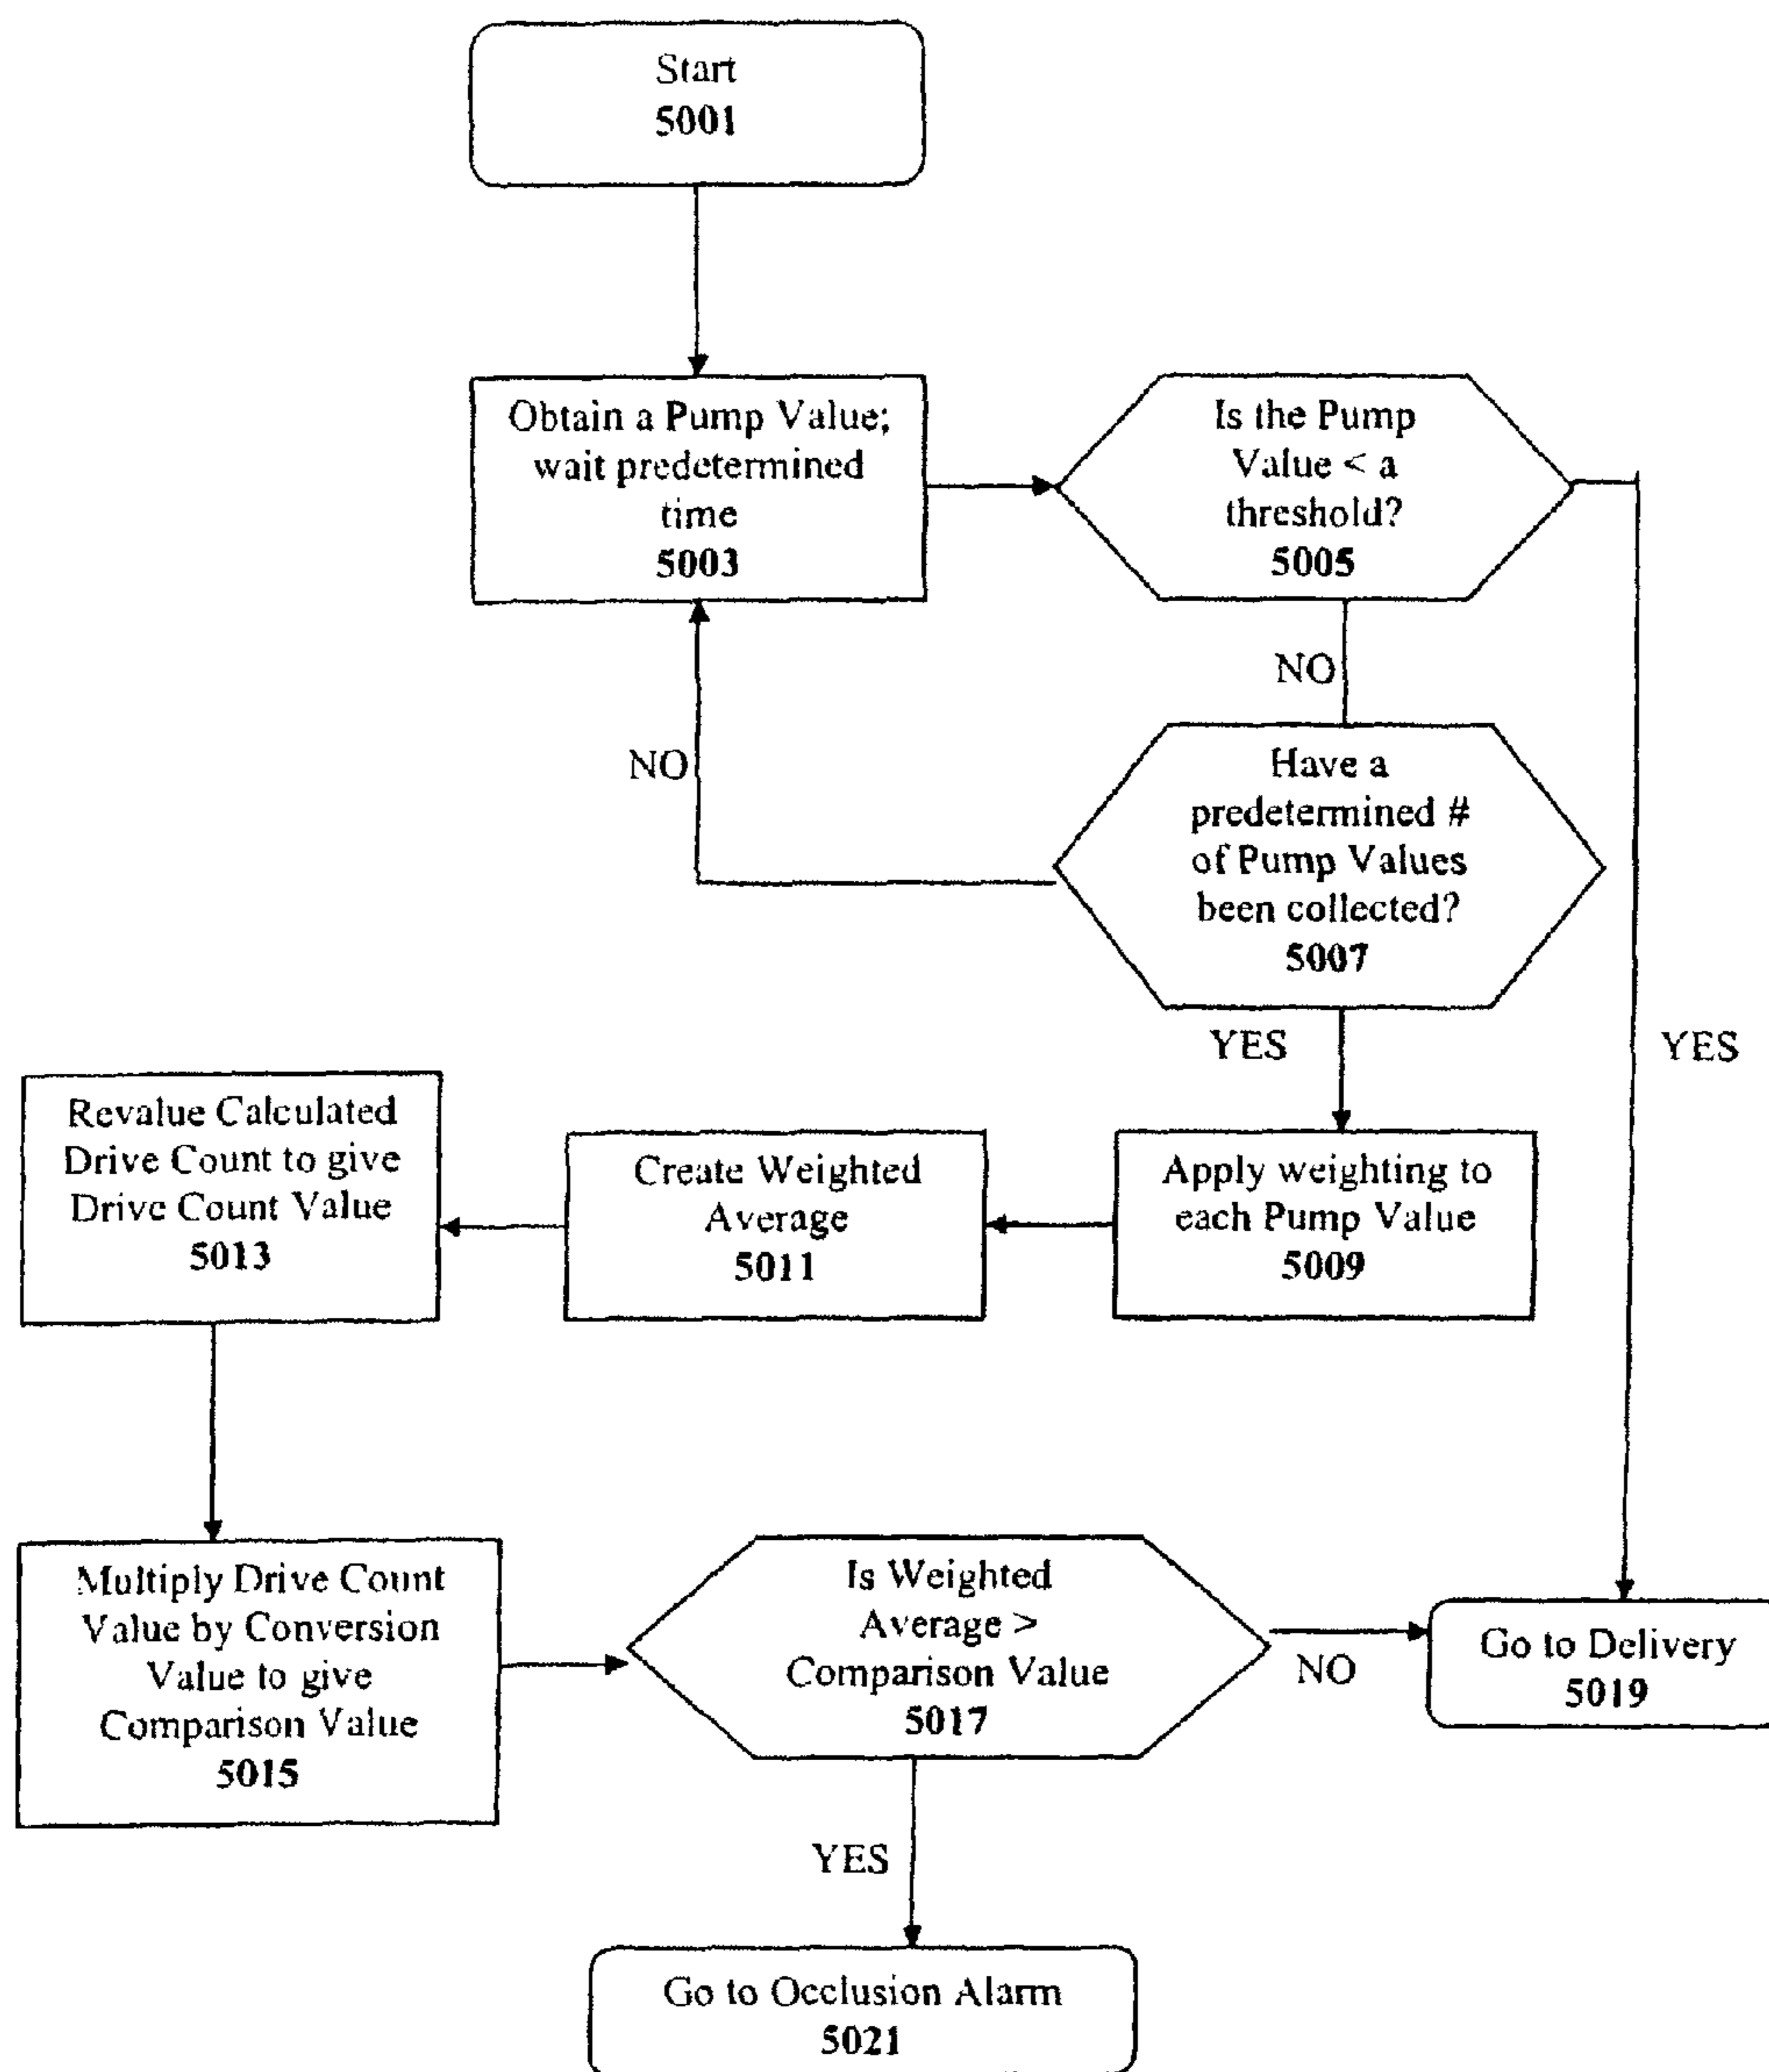 Start
5001
Obtain a Pump Value;
wait predetermined
time
5003
Is the Pump
Value < a
threshold?
5005
NO
NO
Have a
predetermined #
of Pump Values
been collected?
5007
YES
YES
Revalue Calculated
Drive Count to give
Drive Count Value
5013
Create Weighted
Average
5011
Apply weighting to
each Pump Value
5009
Multiply Drive Count
Value by Conversion
Value to give
Comparison Value
5015
Is Weighted
Average >
Comparison Value
5017
NO
Go to Delivery
5019
YES
Go to Occlusion Alarm
5021